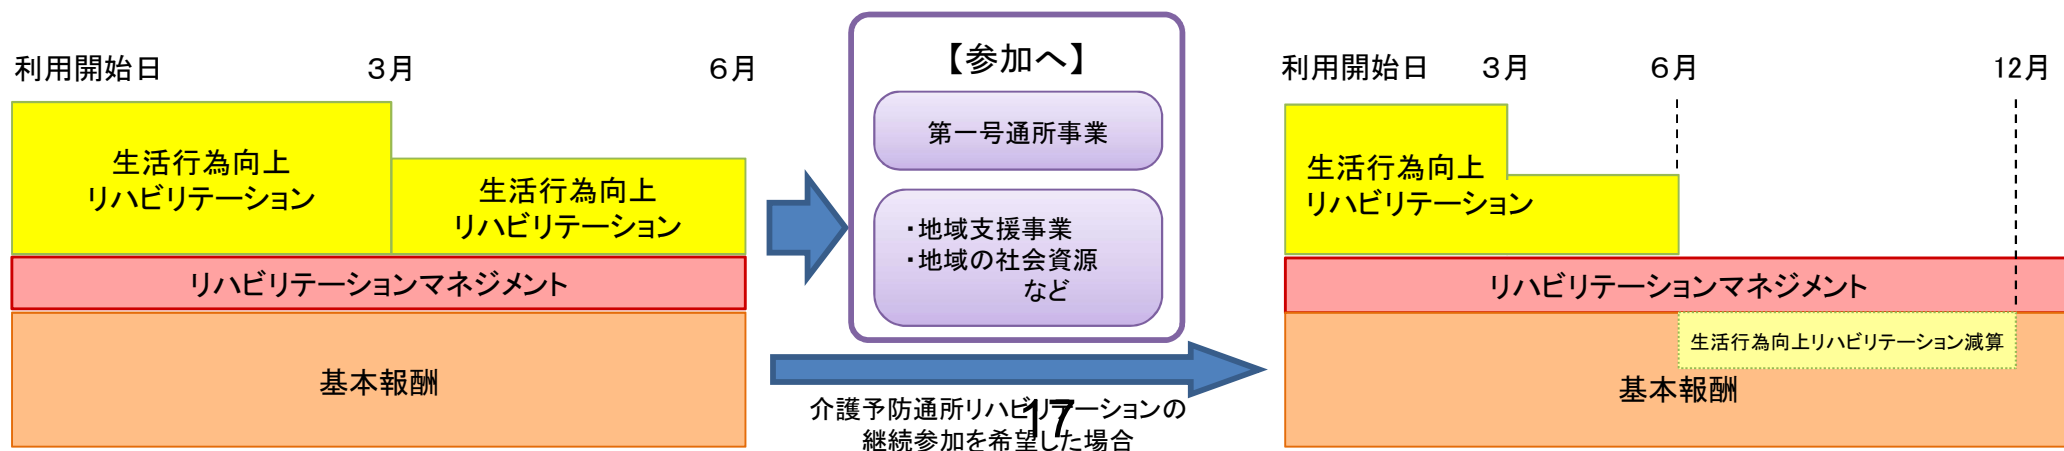 利用開始日
３月
６月
生活行為向上
リハビリテーション
生活行為向上
リハビリテーション
リハビリテーションマネジメント
基本報酬
【参加へ】
第一号通所事業
・地域支援事業
・地域の社会資源
など
介護予防通所リハビリテーションの
継続参加を希望した場合
17
利用開始日
３月
６月
12月
生活行為向上
リハビリテーション
リハビリテーションマネジメント
生活行為向上リハビリテーション減算
基本報酬